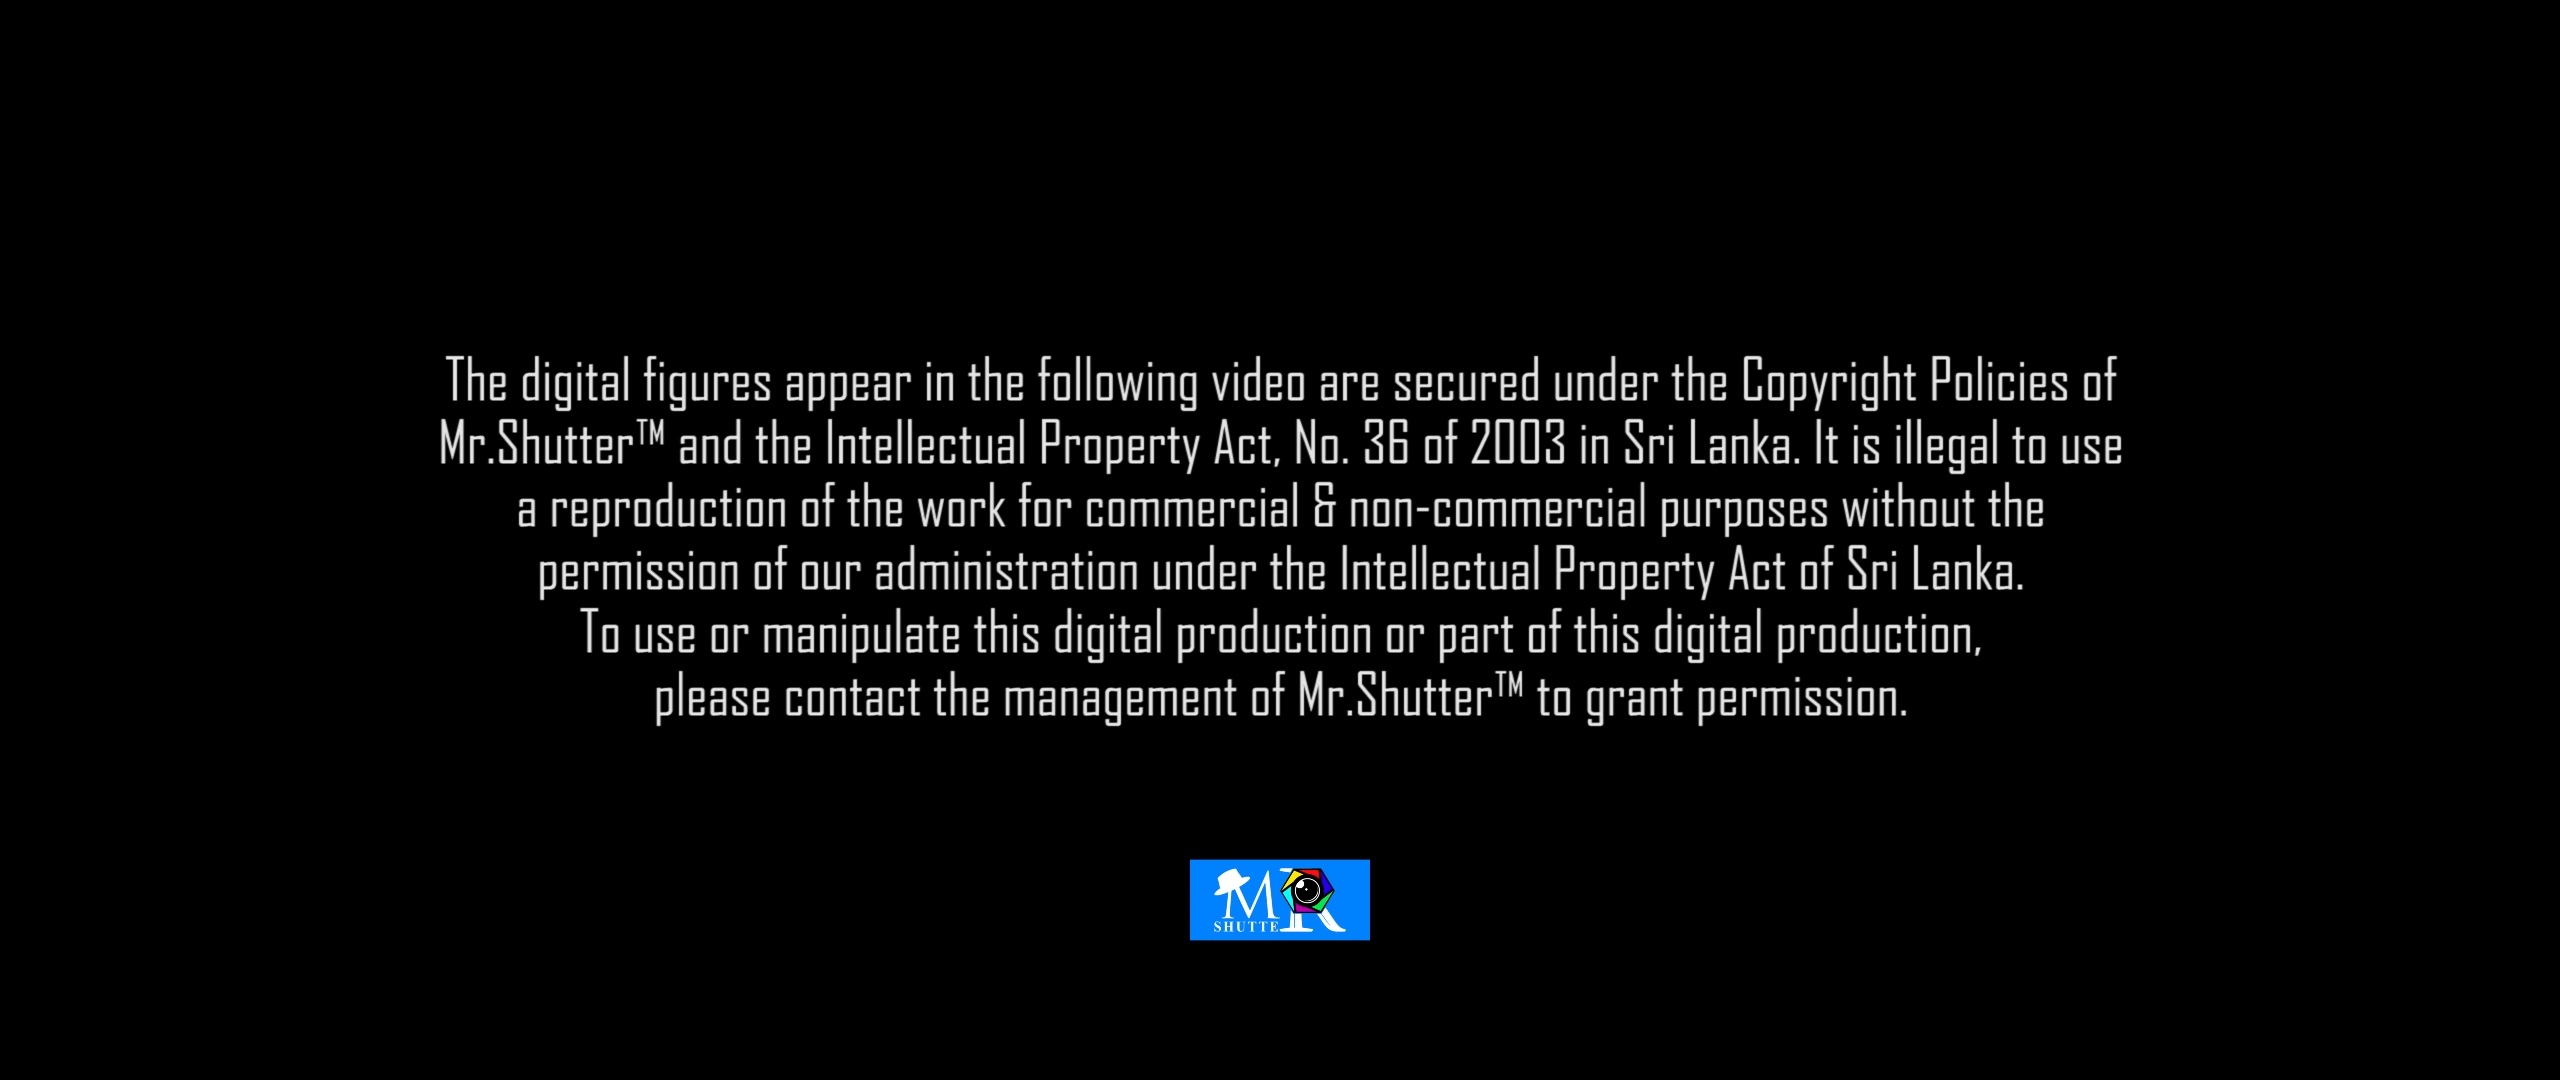 The digital figures appear in the following video are secured under the Copyright Policies of
Mr.Shutter™ and the Intellectual Property Act, No. 36 of 2003 in Sri Lanka. It is illegal to use
a reproduction of the work for commercial & non-commercial purposes without the
permission of our administration under the Intellectual Property Act of Sri Lanka.
To use or manipulate this digital production or part of this digital production,
please contact the management of Mr.Shutter™ to grant permission.
MR
SHUTTE